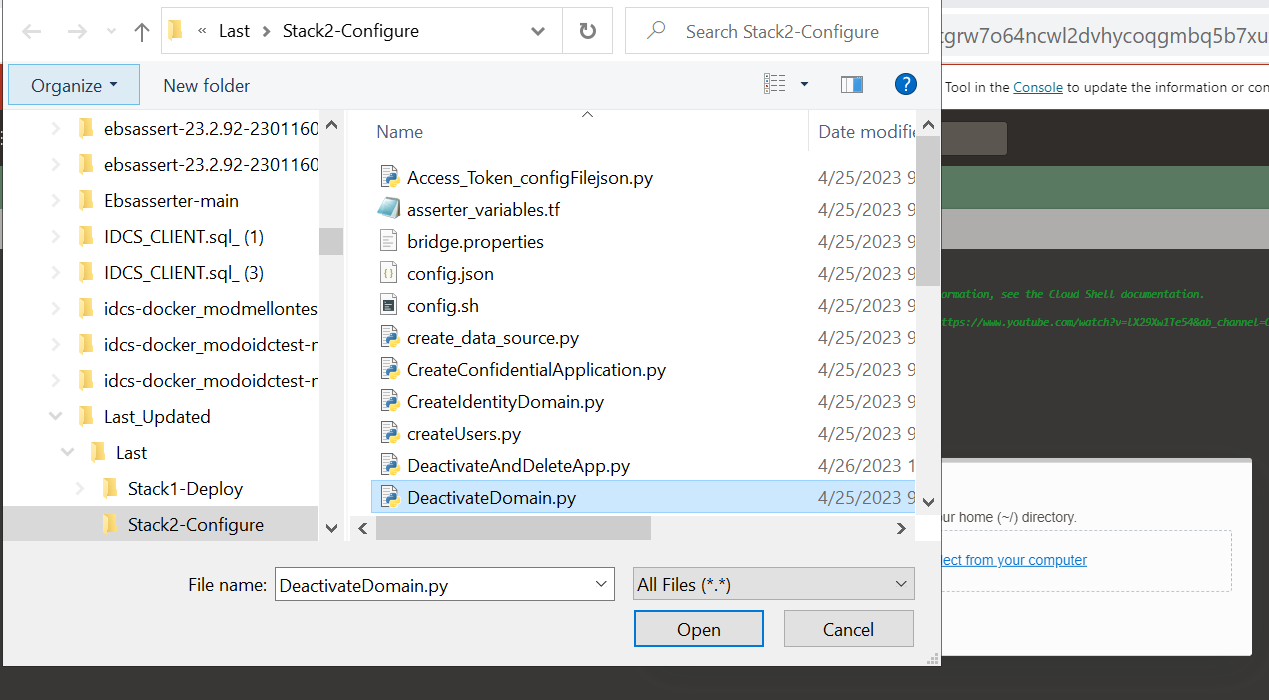 « Last > Stack2-Configure
Search Stack2-Configure
grw7o64ncwl2dvhycoqgmbq5b7xu
Organize
New folder
Tool in the Console to update the information or con
ebsassert-23.2.92-2301160
ebsassert-23.2.92-2301160
Ebsasserter-main
IDCS_CLIENT.sql_ (1)
IDCS_CLIENT.sql_ (3)
idcs-docker_modmellontes
idcs-docker_modoidctest-r
idcs-docker_modoidctest-r
Last_Updated
Last
Stack1-Deploy
Stack2-Configure
Name Date modifie
Access_Token_configFilejson.py 4/25/2023 9
asserter_variables.tf 4/25/2023 9
bridge.properties 4/25/2023 9
config.json 4/25/2023 9
config.sh 4/25/2023 9
create_data_source.py 4/25/2023 9
CreateConfidentialApplication.py 4/25/2023 9
CreateIdentityDomain.py 4/25/2023 9
createUsers.py 4/25/2023 9
DeactivateAndDeleteApp.py 4/26/2023 1
DeactivateDomain.py 4/25/2023 9
ormation, see the Cloud Shell documentation.
ttps://www.youtube.com/watch?v=lX29Xw1Te54&ab_channel=
ur home (~/) directory.
lect from your computer
File name: DeactivateDomain.py
All Files (*.*)
Open
Cancel